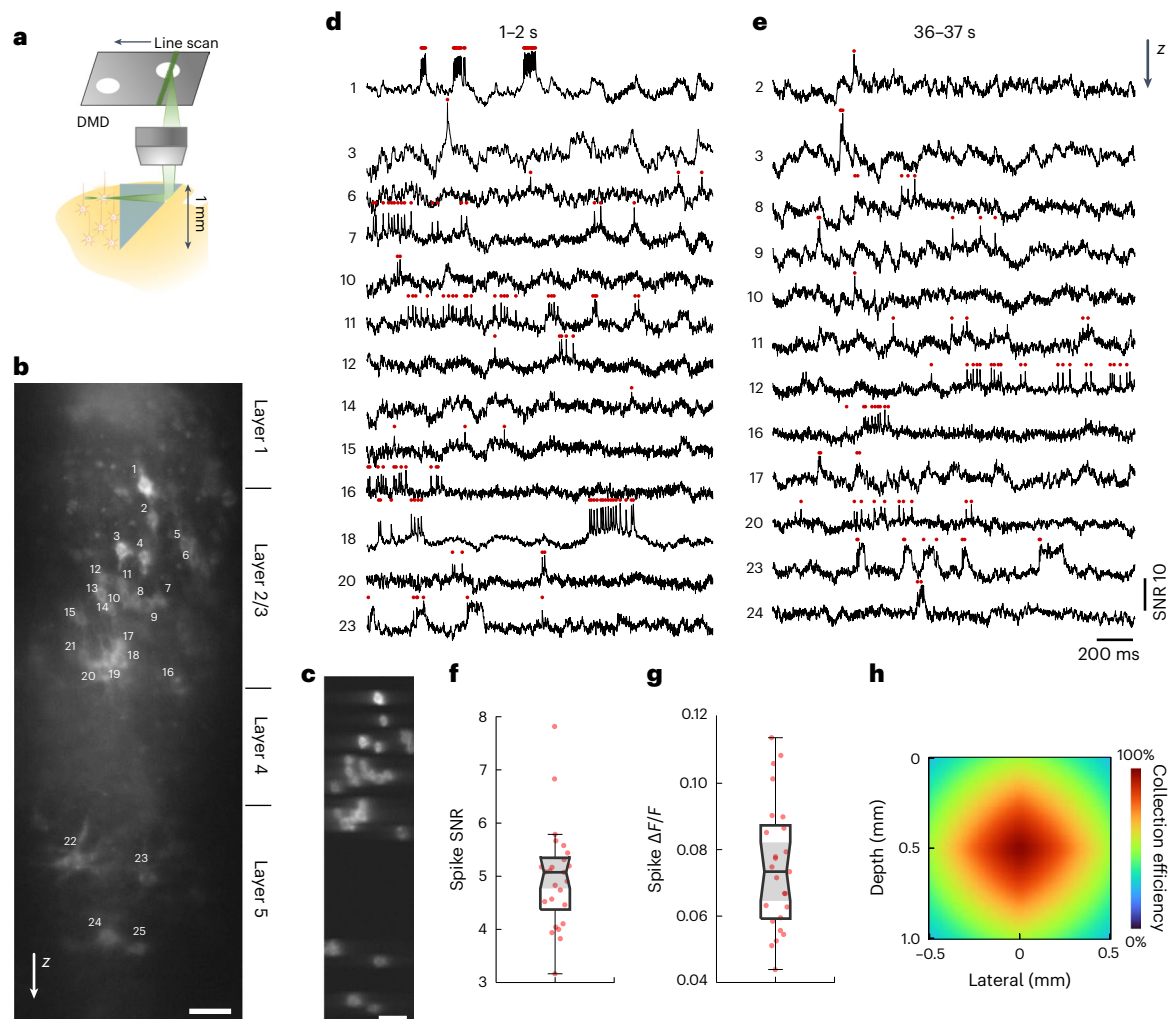 a
Line scan
DMD
1 mm
b
Layer 1
Layer 2/3
Layer 4
Layer 5
1
2
3
4
5
6
12
11
13
10
8
7
14
15
9
17
21
18
16
20
19
22
23
24
25
z
c
d
1–2 s
1
3
6
7
10
11
12
14
15
16
18
20
23
e
36–37 s
z
2
3
8
9
10
11
12
16
17
20
23
24
SNR 10
200 ms
f
Spike SNR
8
7
6
5
4
3
g
Spike ΔF/F
0.12
0.10
0.08
0.06
0.04
h
Depth (mm)
0
0.5
1.0
−0.5
0
0.5
Lateral (mm)
100%
0%
Collection efficiency